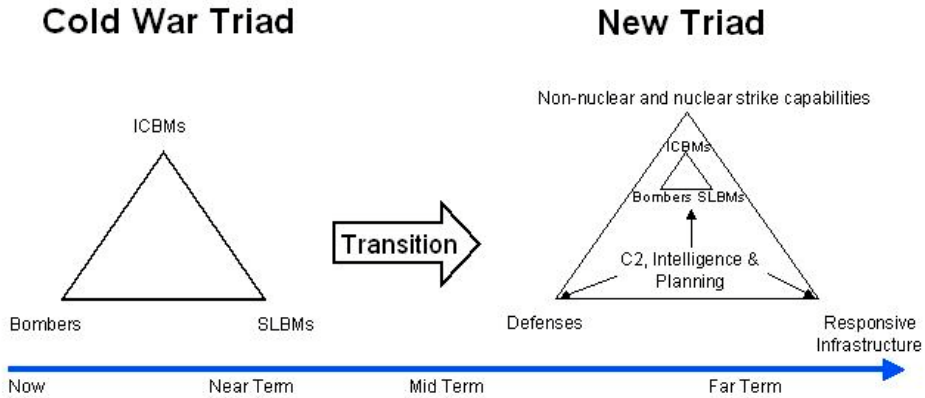 Cold War Triad
New Triad
ICBMs
Bombers
SLBMs
Transition
Non-nuclear and nuclear strike capabilities
ICBMs
Bombers SLBMs
C2, Intelligence &
Planning
Defenses
Responsive
Infrastructure
Now
Near Term
Mid Term
Far Term